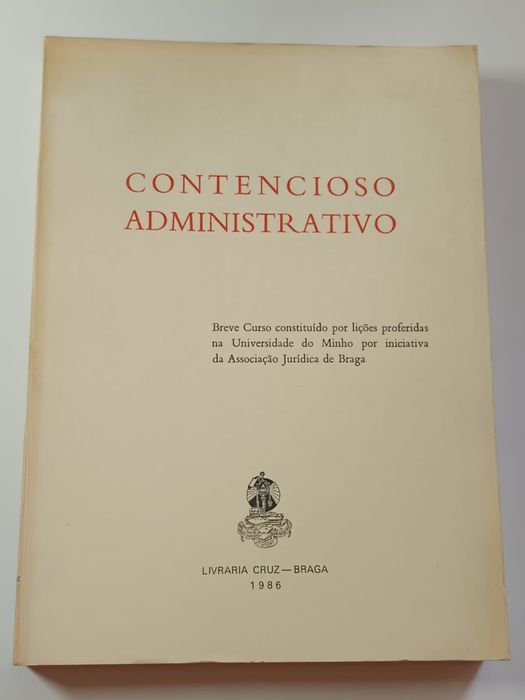 CONTENCIOSO
ADMINISTRATIVO
Breve Curso constituído por lições proferidas
na Universidade do Minho por iniciativa
da Associação Jurídica de Braga
LIVRARIA CRUZ—BRAGA
1986